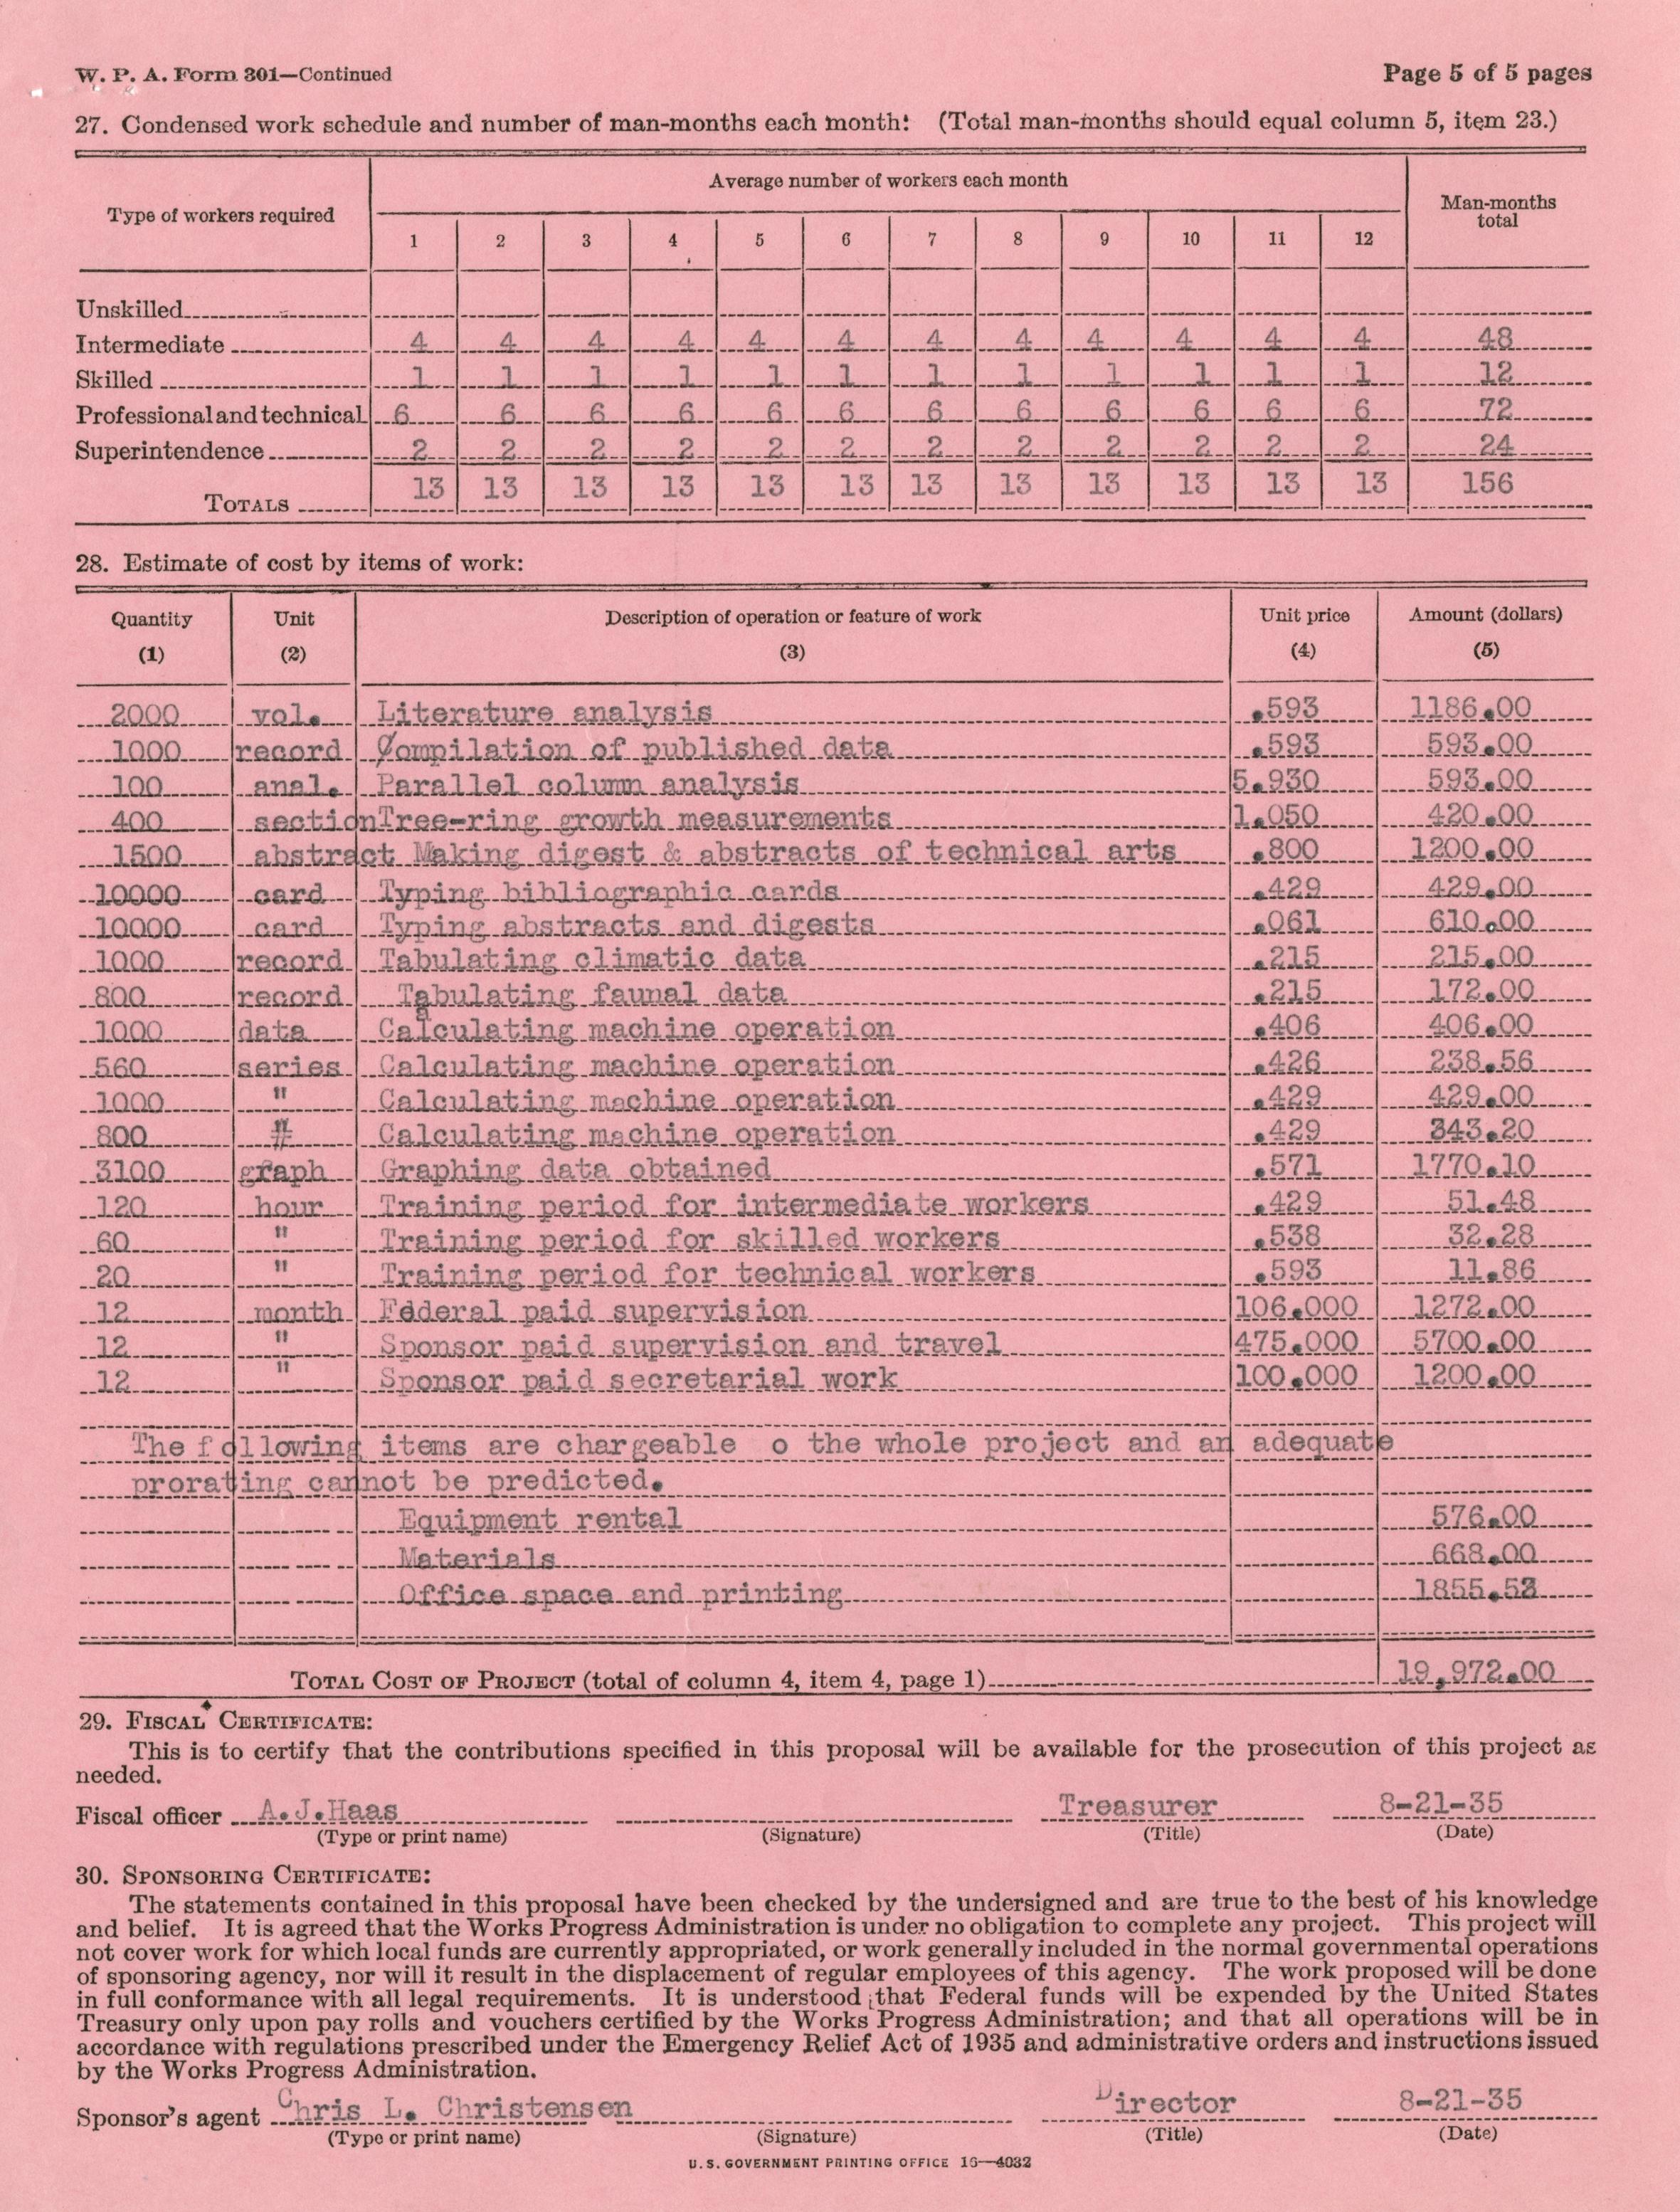 W. P. A. Form 301—Continued
Page 5 of 5 pages
27. Condensed work schedule and number of man-months each month: (Total man-months should equal column 5, item 23.)
Type of workers required
Average number of workers each month
Man-months total
1 2 3 4 5 6 7 8 9 10 11 12
Unskilled
Intermediate 4 4 4 4 4 4 4 4 4 4 4 4 48
Skilled 1 1 1 1 1 1 1 1 1 1 1 1 12
Professional and technical 6 6 6 6 6 6 6 6 6 6 6 6 72
Superintendence 2 2 2 2 2 2 2 2 2 2 2 2 24
TOTALS 13 13 13 13 13 13 13 13 13 13 13 13 156
28. Estimate of cost by items of work:
Quantity Unit Description of operation or feature of work Unit price Amount (dollars)
(1) (2) (3) (4) (5)
2000 vol. Literature analysis .593 1186.00
1000 record Compilation of published data .593 593.00
100 anal. Parallel column analysis 5.930 593.00
400 section Tree-ring growth measurements 1.050 420.00
1500 abstract Making digest & abstracts of technical arts .800 1200.00
10000 card Typing bibliographic cards .429 429.00
10000 card Typing abstracts and digests .061 610.00
1000 record Tabulating climatic data .215 215.00
800 record Tabulating faunal data .215 172.00
1000 data Calculating machine operation .406 406.00
560 series Calculating machine operation .426 238.56
1000 " Calculating machine operation .429 429.00
800 " Calculating machine operation .429 343.20
3100 graph Graphing data obtained .571 1770.10
120 hour Training period for intermediate workers .429 51.48
60 " Training period for skilled workers .538 32.28
20 " Training period for technical workers .593 11.86
12 month Federal paid supervision 106.000 1272.00
12 " Sponsor paid supervision and travel 475.000 5700.00
12 " Sponsor paid secretarial work 100.000 1200.00
The following items are chargeable o the whole project and an adequate
prorating cannot be predicted.
Equipment rental 576.00
Materials 668.00
Office space and printing 1855.52
TOTAL COST OF PROJECT (total of column 4, item 4, page 1) 19,972.00
29. FISCAL CERTIFICATE:
This is to certify that the contributions specified in this proposal will be available for the prosecution of this project as
needed.
Fiscal officer A.J.Haas Treasurer 8-21-35
(Type or print name) (Signature) (Title) (Date)
30. SPONSORING CERTIFICATE:
The statements contained in this proposal have been checked by the undersigned and are true to the best of his knowledge
and belief. It is agreed that the Works Progress Administration is under no obligation to complete any project. This project will
not cover work for which local funds are currently appropriated, or work generally included in the normal governmental operations
of sponsoring agency, nor will it result in the displacement of regular employees of this agency. The work proposed will be done
in full conformance with all legal requirements. It is understood that Federal funds will be expended by the United States
Treasury only upon pay rolls and vouchers certified by the Works Progress Administration; and that all operations will be in
accordance with regulations prescribed under the Emergency Relief Act of 1935 and administrative orders and instructions issued
by the Works Progress Administration.
Sponsor's agent Chris L. Christensen Director 8-21-35
(Type or print name) (Signature) (Title) (Date)
U. S. GOVERNMENT PRINTING OFFICE 16—4032